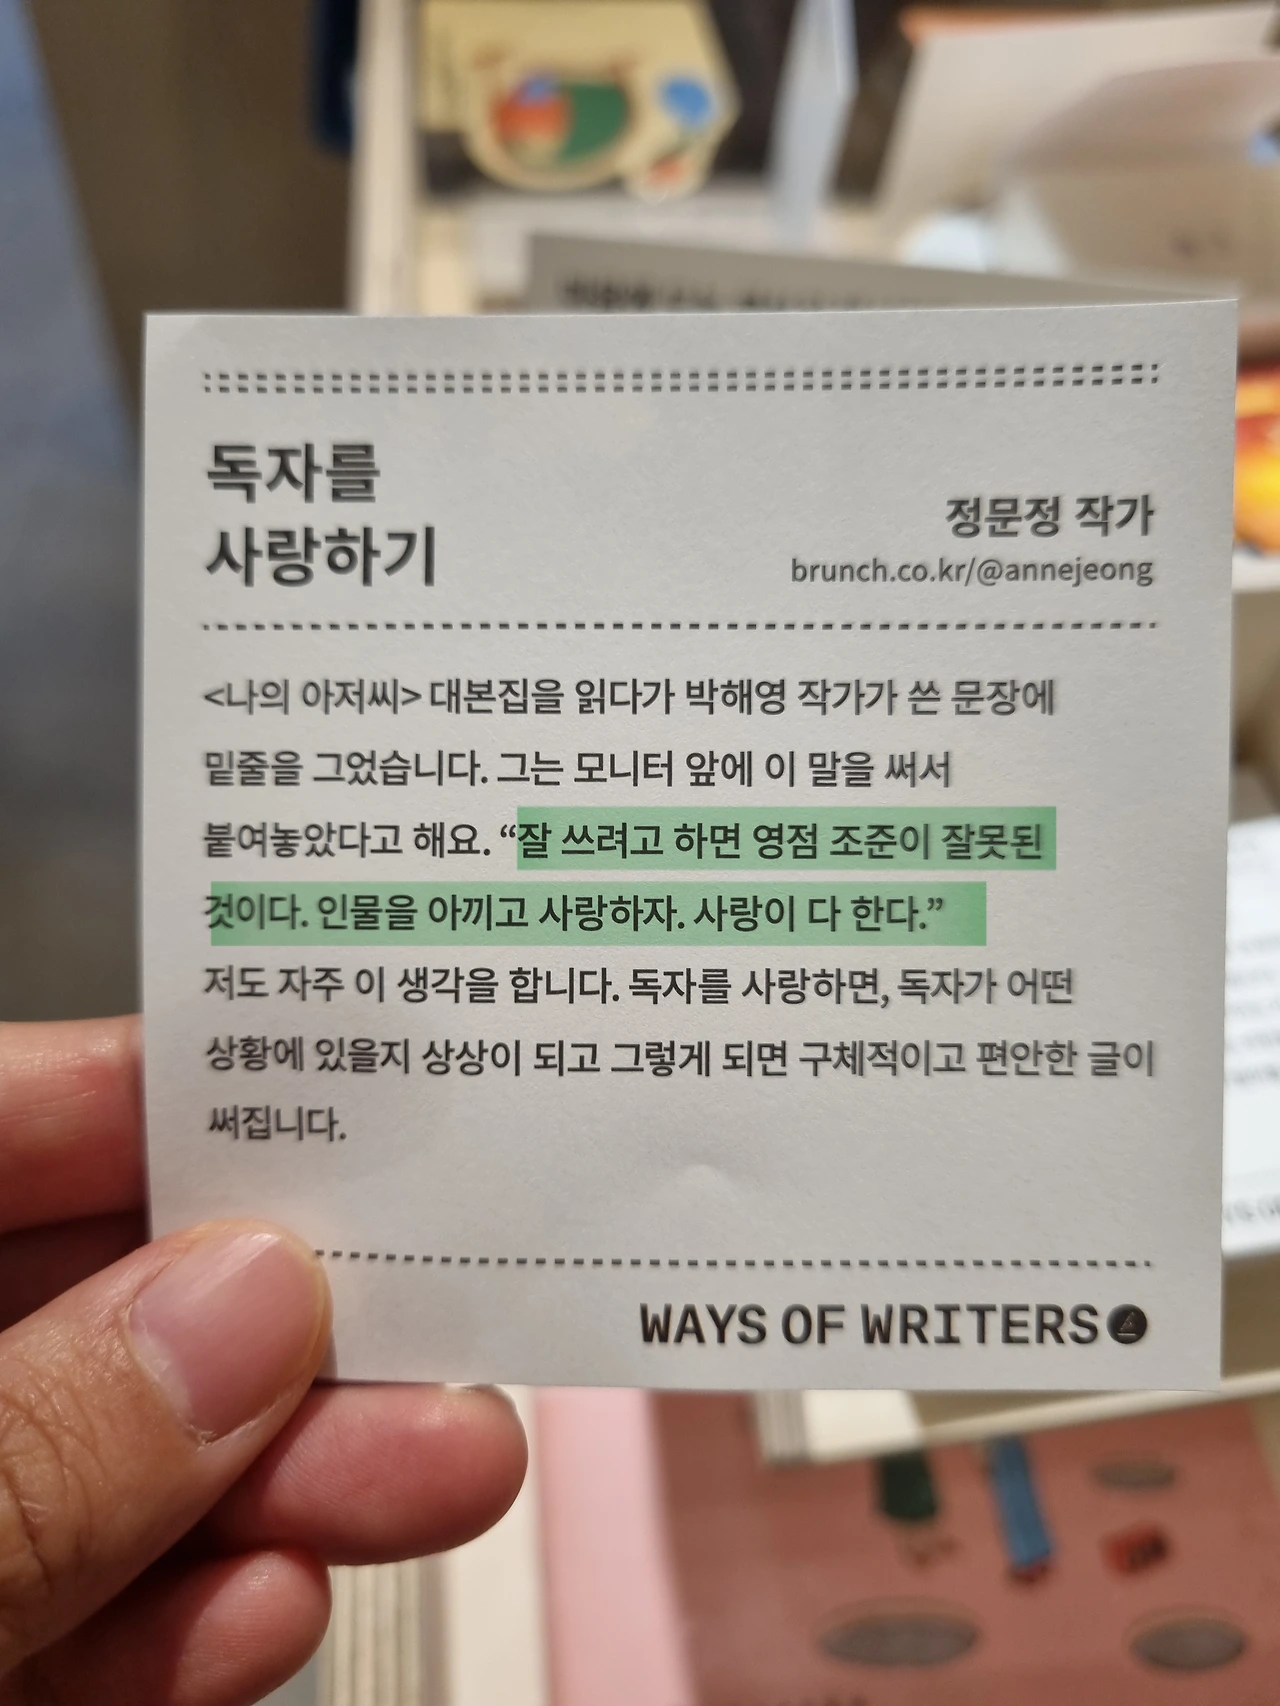 독자를
사랑하기
정문정 작가
brunch.co.kr/@annejeong
<나의 아저씨> 대본집을 읽다가 박해영 작가가 쓴 문장에
밑줄을 그었습니다. 그는 모니터 앞에 이 말을 써서
붙여놓았다고 해요. “잘 쓰려고 하면 영점 조준이 잘못된
것이다. 인물을 아끼고 사랑하자. 사랑이 다 한다.”
저도 자주 이 생각을 합니다. 독자를 사랑하면, 독자가 어떤
상황에 있을지 상상이 되고 그렇게 되면 구체적이고 편안한 글이
써집니다.
WAYS OF WRITERS